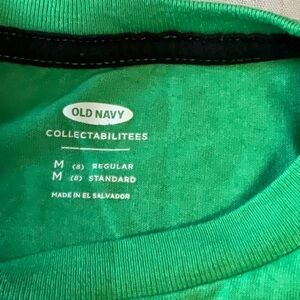 OLD NAVY
COLLECTABILITEES
M (8) REGULAR
M (8) STANDARD
MADE IN EL SALVADOR